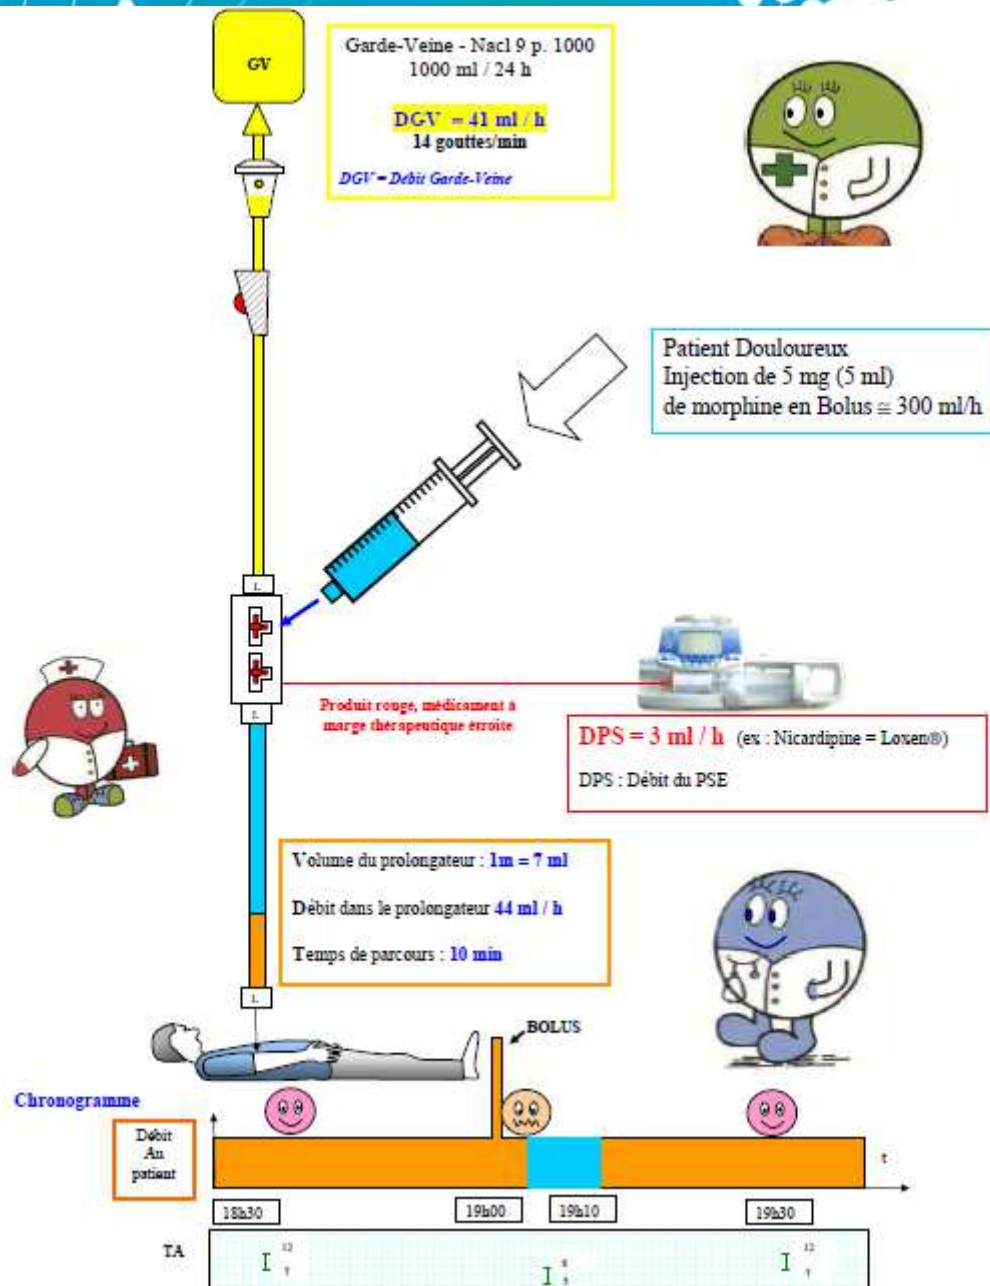 GV
Garde-Veine - Nacl 9 p. 1000
1000 ml / 24 h
DGV = 41 ml / h
14 gouttes/min
DGV = Débit Garde-Veine
Patient Douloureux
Injection de 5 mg (5 ml)
de morphine en Bolus ≅ 300 ml/h
L
L
Produit rouge, médicament à
marge thérapeutique étroite
DPS = 3 ml / h (ex : Nicardipine = Loxen®)
DPS : Débit du PSE
Volume du prolongateur : 1m = 7 ml
Débit dans le prolongateur 44 ml / h
Temps de parcours : 10 min
L
BOLUS
Chronogramme
Débit
Au
patient
t
18h30
19h00
19h10
19h30
TA
12
7
12
7